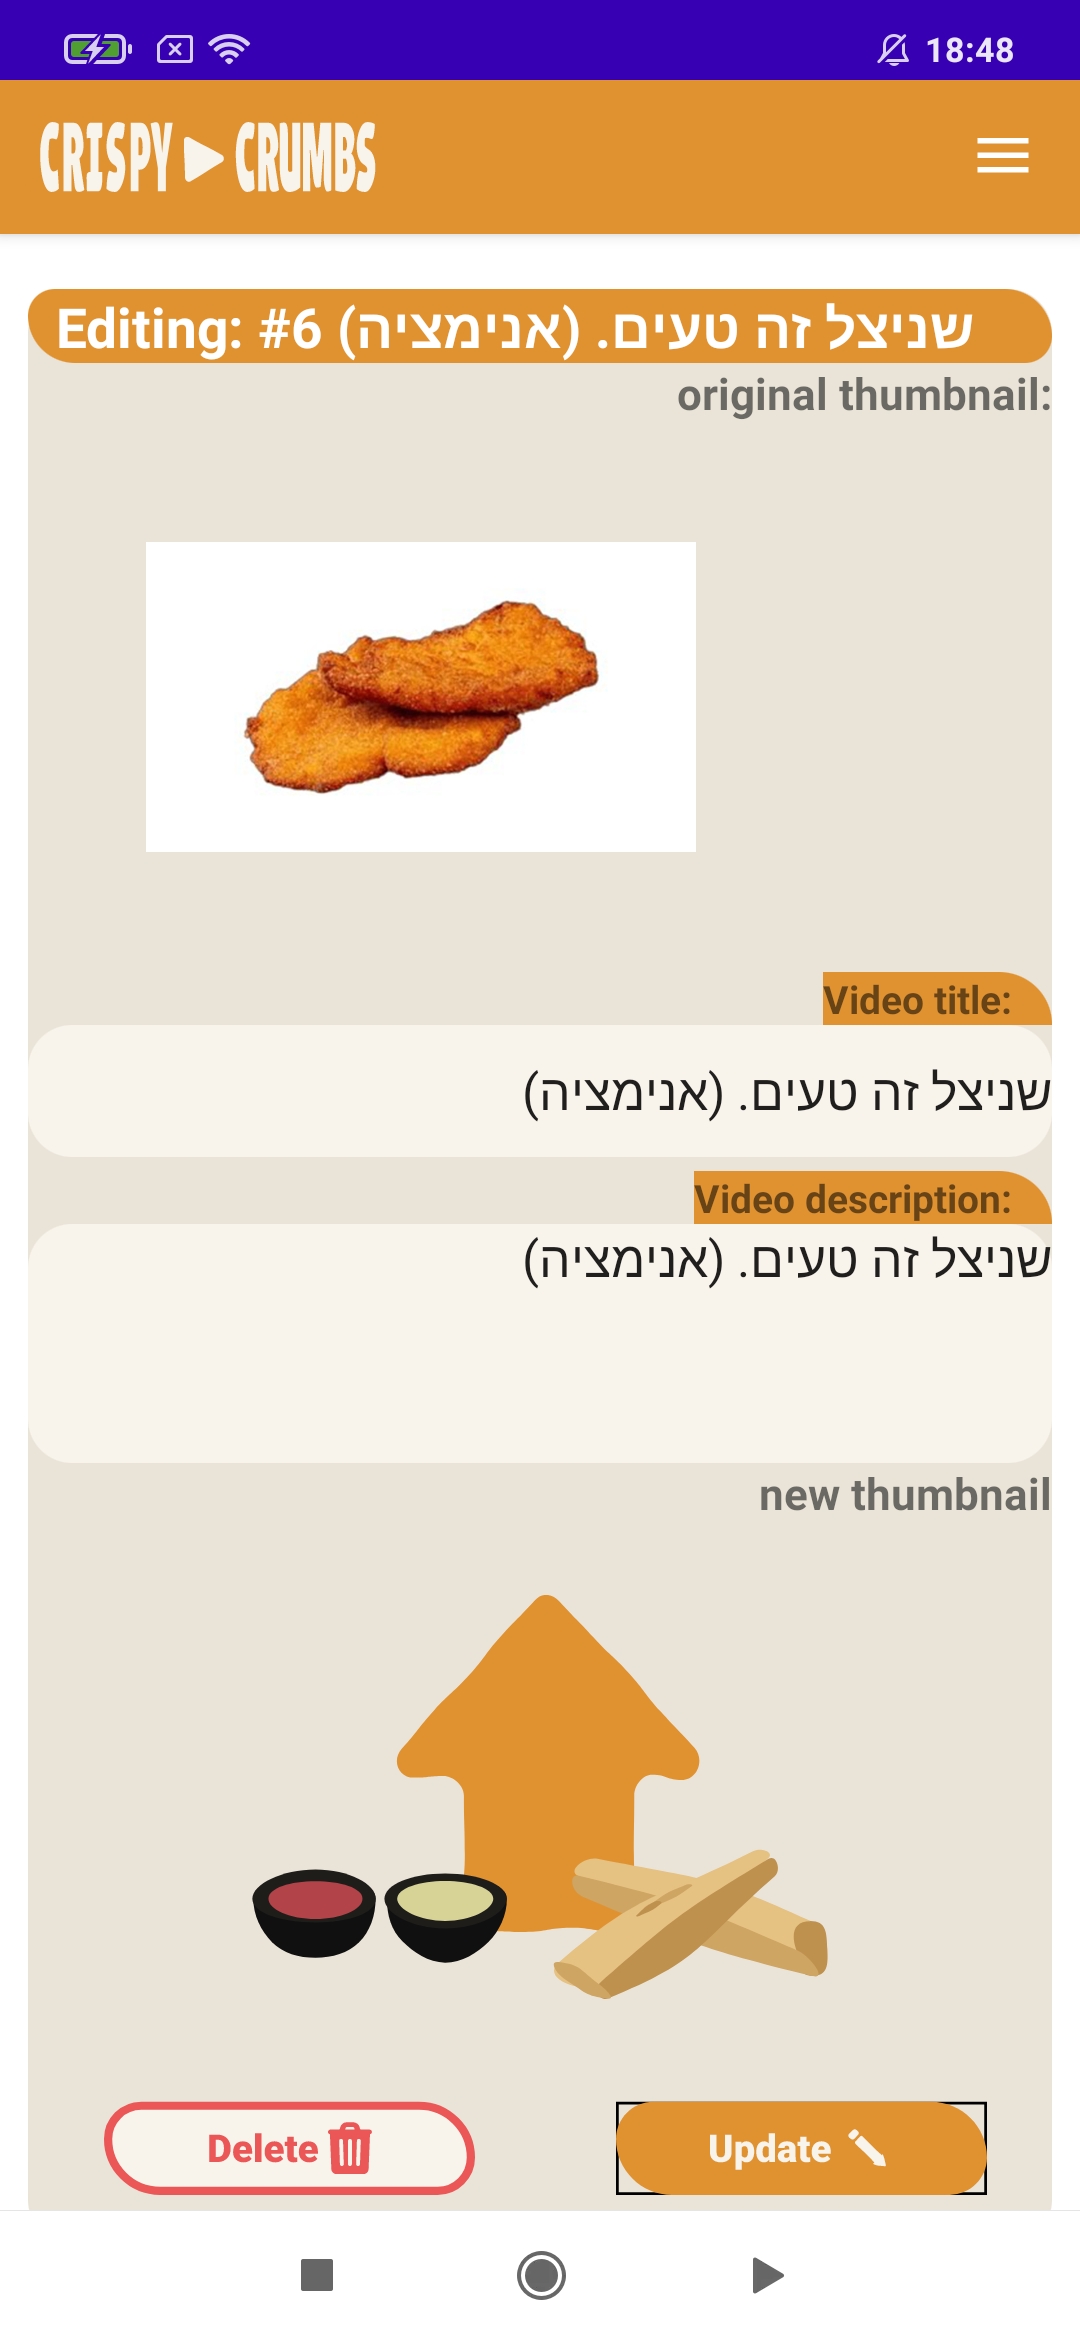 18:48
CRISPY CRUMBS
Editing: #6 שניצל זה טעים. (אנימציה)
original thumbnail:
Video title:
שניצל זה טעים. (אנימציה)
Video description:
שניצל זה טעים. (אנימציה)
new thumbnail
Delete
Update